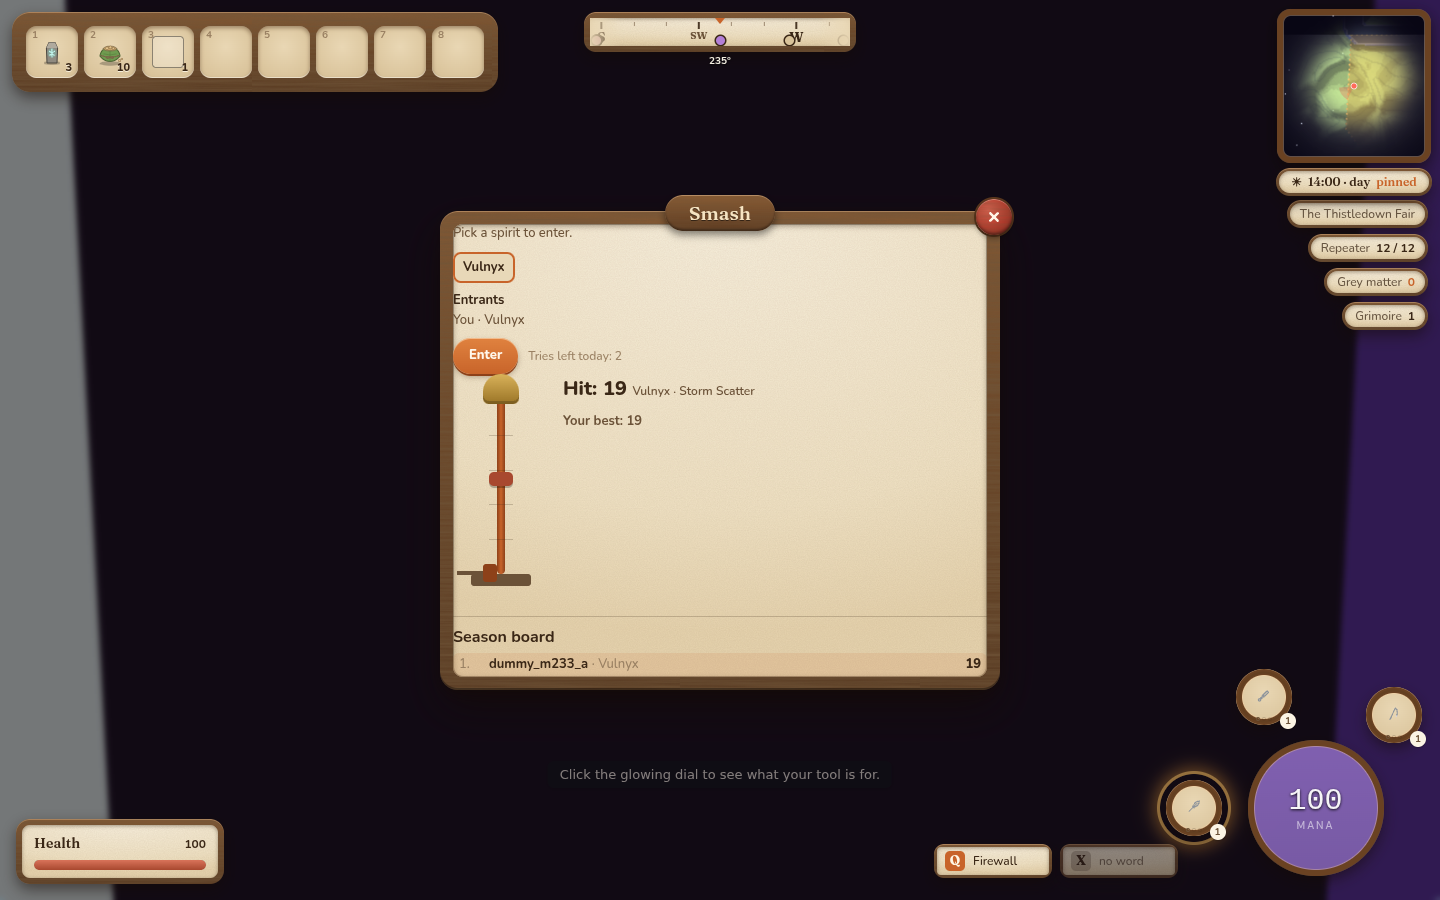 1 2 3 4 5 6 7 8
3 10 1
S SW W
235°
14:00 · day pinned
The Thistledown Fair
Repeater 12 / 12
Grey matter 0
Grimoire 1
Smash
×
Pick a spirit to enter.
Vulnyx
Entrants
You · Vulnyx
Enter Tries left today: 2
Hit: 19 Vulnyx · Storm Scatter
Your best: 19
Season board
1. dummy_m233_a · Vulnyx 19
Click the glowing dial to see what your tool is for.
1
1
1
100
MANA
Health 100
Q Firewall
X no word